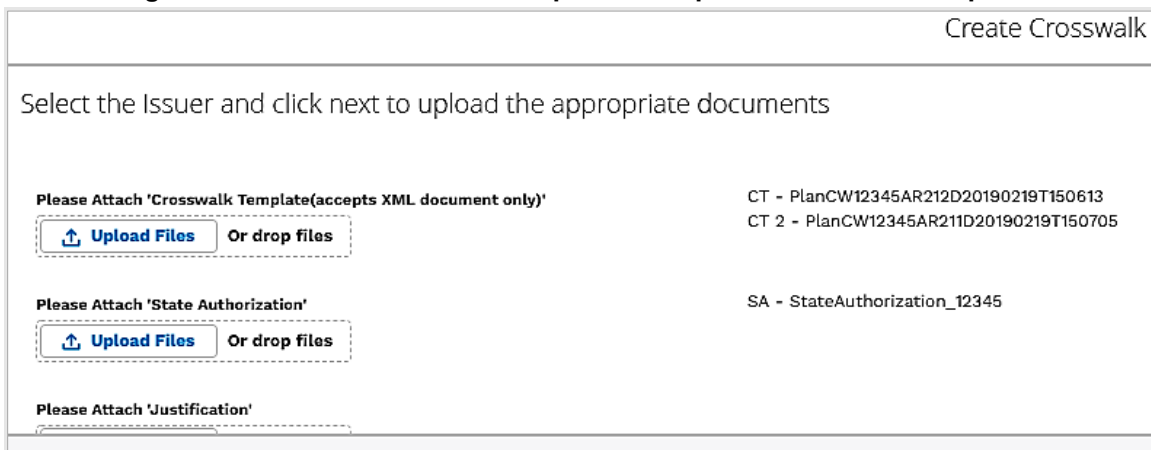 Create Crosswalk
Select the Issuer and click next to upload the appropriate documents
Please Attach 'Crosswalk Template(accepts XML document only)'
CT - PlanCW12345AR212D20190219T150613
CT 2 - PlanCW12345AR211D20190219T150705
Upload Files Or drop files
Please Attach 'State Authorization'
SA - StateAuthorization_12345
Upload Files Or drop files
Please Attach 'Justification'